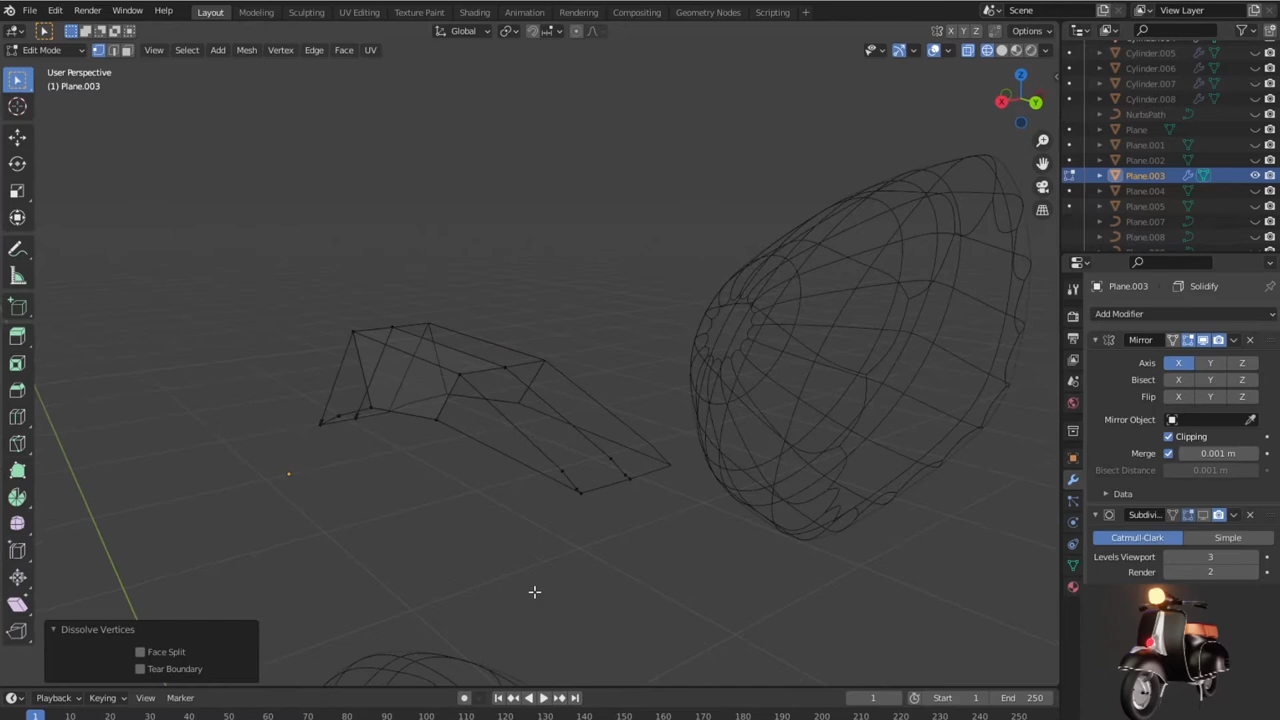 File Edit Render Window Help Layout Modeling Sculpting UV Editing Texture Paint Shading Animation Rendering Compositing Geometry Nodes Scripting + Scene View Layer
Global X Y Z Options
Edit Mode View Select Add Mesh Vertex Edge Face UV
User Perspective
(1) Plane.003
Z
X Y
Cylinder.005
Cylinder.006
Cylinder.007
Cylinder.008
NurbsPath
Plane
Plane.001
Plane.002
Plane.003
Plane.004
Plane.005
Plane.007
Plane.008
Plane.003 Solidify
Add Modifier
Mirror
Axis X Y Z
Bisect X Y Z
Flip X Y Z
Mirror Object
Clipping
Merge 0.001 m
Bisect Distance 0.001 m
Data
Subdivi
Catmull-Clark Simple
Levels Viewport 3
Render 2
Dissolve Vertices
Face Split
Tear Boundary
Playback Keying View Marker 1 Start 1 End 250
1 10 20 30 40 50 60 70 80 90 100 110 120 130 140 150 160 170 180 190 200 210 220 230 240 250